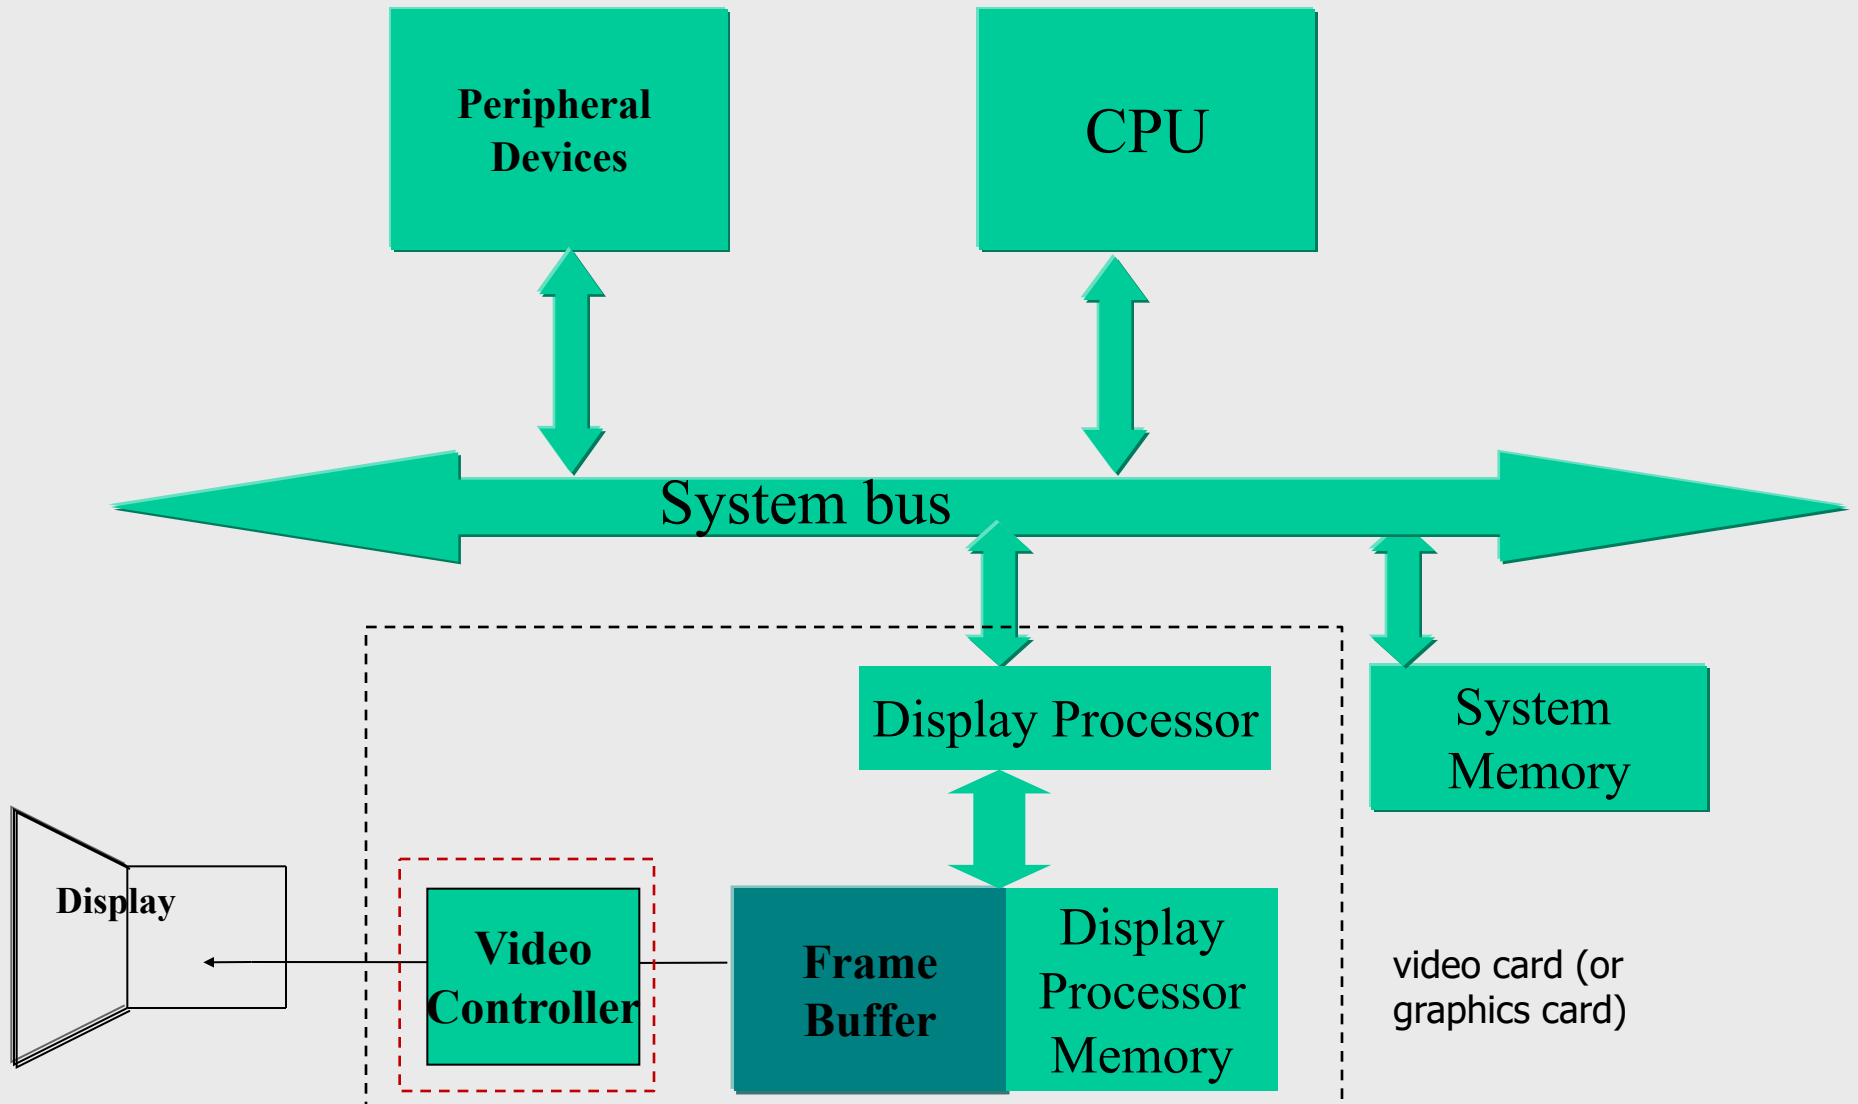 Peripheral
Devices
CPU
System bus
Display Processor
System
Memory
Display
Video
Controller
Frame
Buffer
Display
Processor
Memory
video card (or
graphics card)